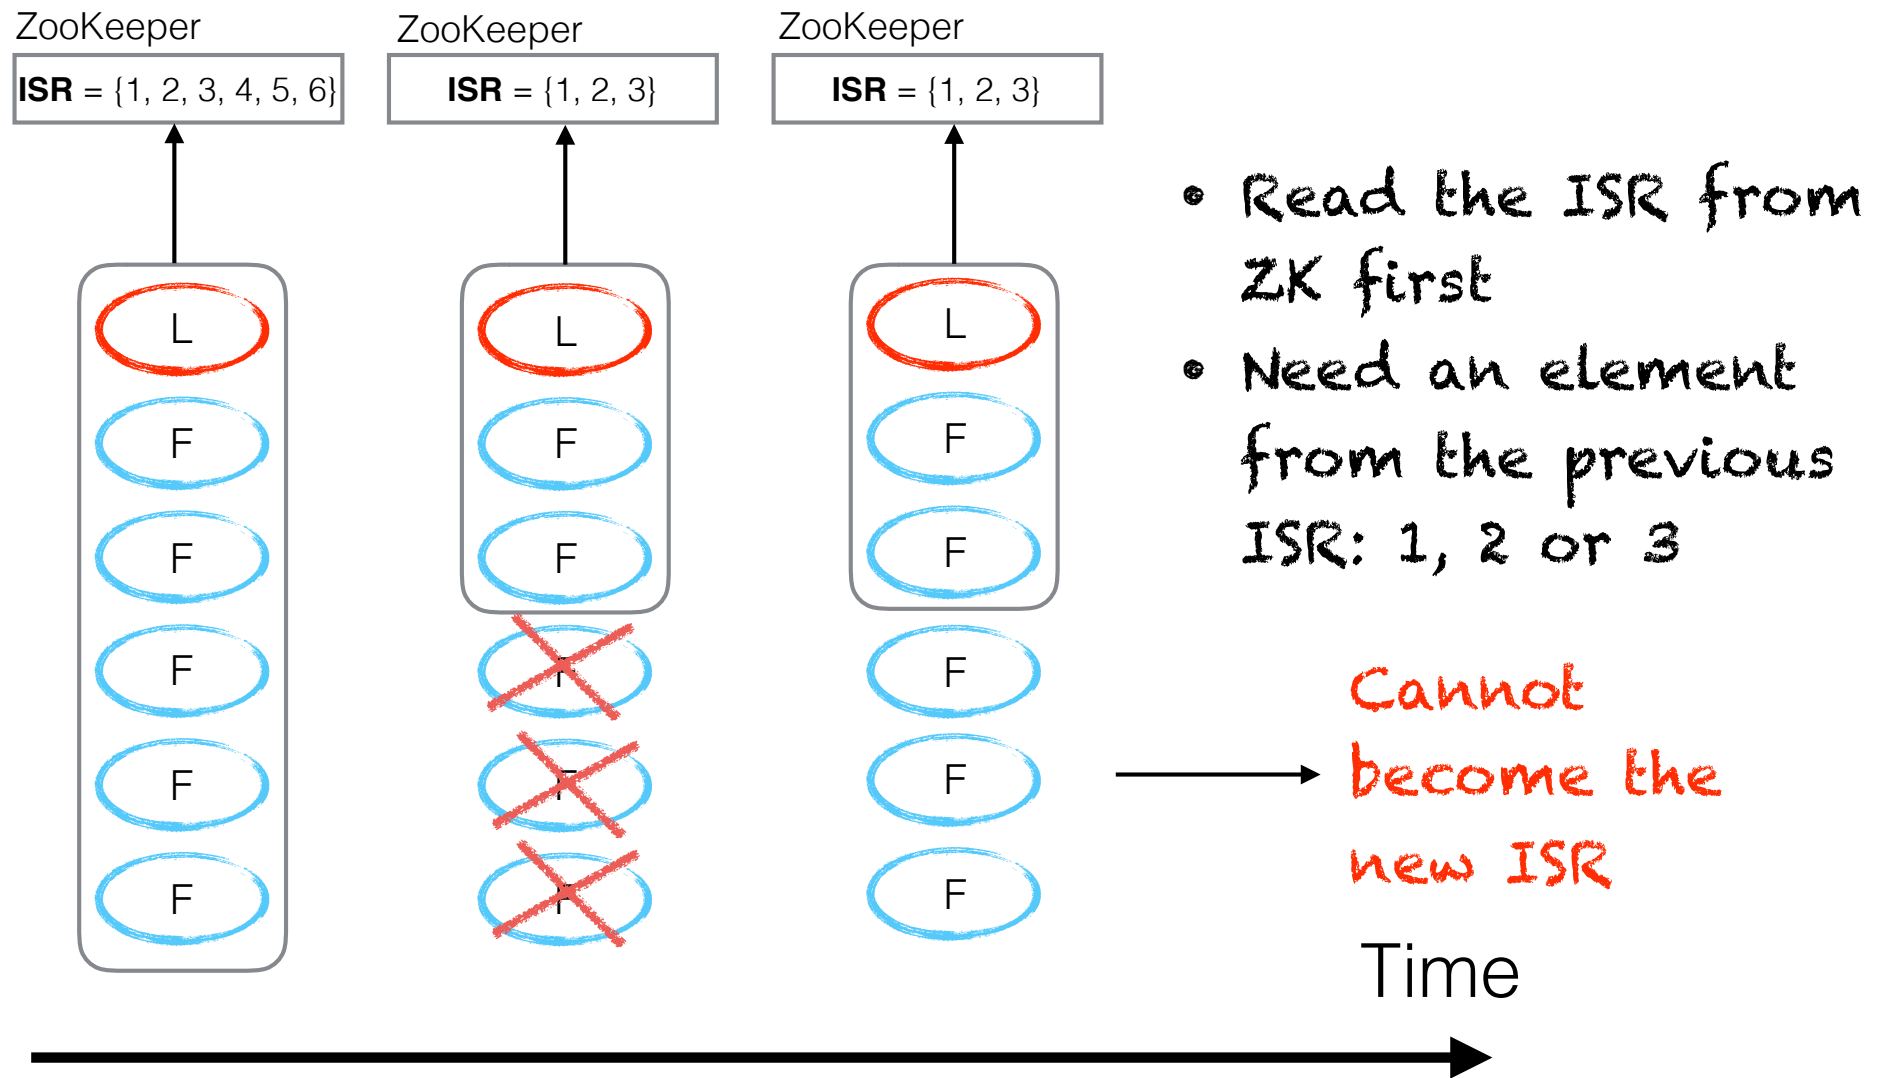 ZooKeeper
ISR = {1, 2, 3, 4, 5, 6}
L
F
F
F
F
F
ZooKeeper
ISR = {1, 2, 3}
L
F
F
F
F
F
ZooKeeper
ISR = {1, 2, 3}
L
F
F
F
F
F
• Read the ISR from
ZK first
• Need an element
from the previous
ISR: 1, 2 or 3
Cannot
become the
new ISR
Time